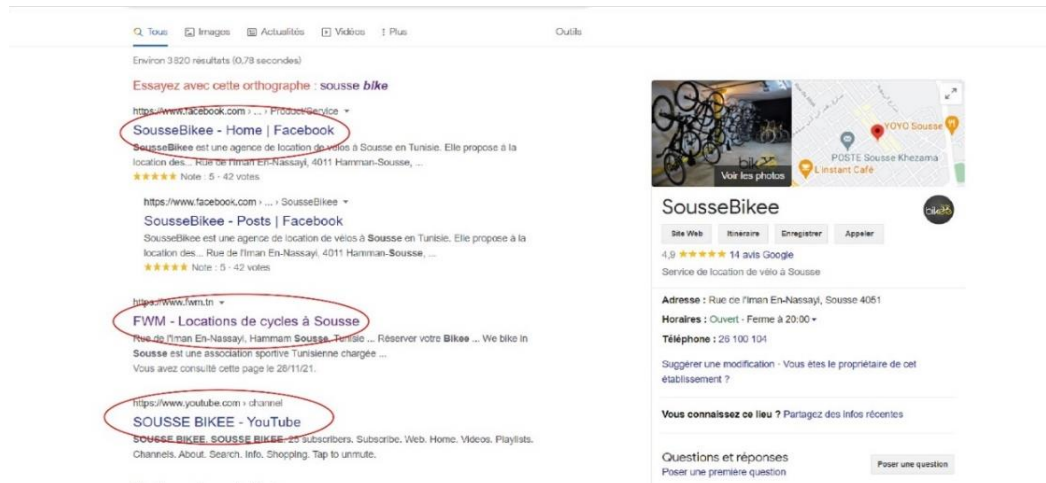 Tous Images Actualités Vidéos Plus Outils
Environ 3 820 résultats (0,78 secondes)
Essayez avec cette orthographe : sousse bike
https://www.facebook.com › ... › Product/Service
SousseBikee - Home | Facebook
SousseBikee est une agence de location de vélos à Sousse en Tunisie. Elle propose à la
location des... Rue de l'Iman En-Nassayi, 4011 Hamman-Sousse, ...
Note : 5 · 42 votes
https://www.facebook.com › ... › SousseBikee
SousseBikee - Posts | Facebook
SousseBikee est une agence de location de vélos à Sousse en Tunisie. Elle propose à la
location des... Rue de l'Iman En-Nassayi, 4011 Hamman-Sousse, ...
Note : 5 · 42 votes
https://www.fwm.tn
FWM - Locations de cycles à Sousse
Rue de l'Iman En-Nassayi, Hammam Sousse, Tunisie ... Réserver votre Bikee ... We bike in
Sousse est une association sportive Tunisienne chargée ...
Vous avez consulté cette page le 28/11/21.
https://www.youtube.com › channel
SOUSSE BIKEE - YouTube
SOUSSE BIKEE. SOUSSE BIKEE. 25 subscribers. Subscribe. Web. Home. Videos. Playlists.
Channels. About. Search. Info. Shopping. Tap to unmute.
Voir les photos
YOYO Sousse
POSTE Sousse Khezama
L'instant Café
SousseBikee
Site Web Itinéraire Enregistrer Appeler
4,9 14 avis Google
Service de location de vélo à Sousse
Adresse : Rue de l'Iman En-Nassayi, Sousse 4051
Horaires : Ouvert · Ferme à 20:00
Téléphone : 26 100 104
Suggérer une modification · Vous êtes le propriétaire de cet
établissement ?
Vous connaissez ce lieu ? Partagez des infos récentes
Questions et réponses
Poser une première question
Poser une question